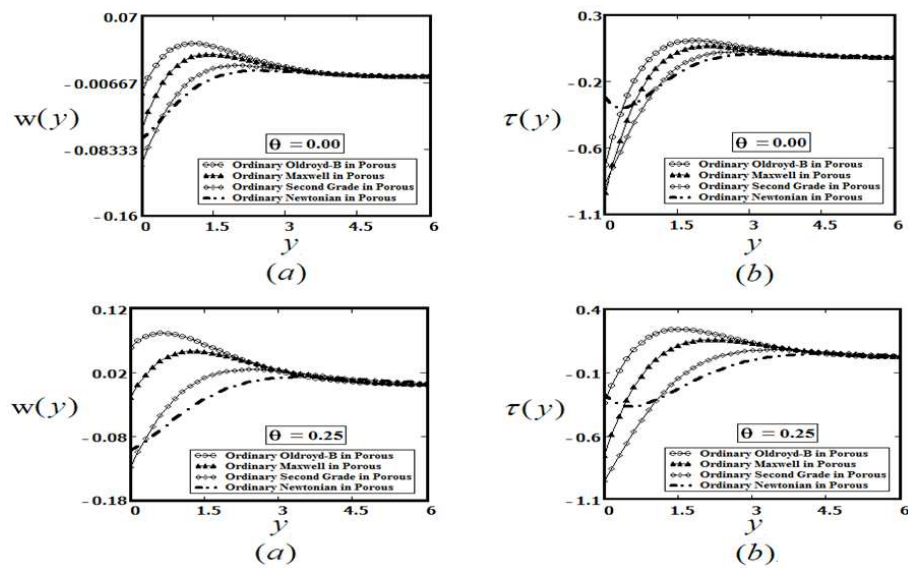 0.07
-0.00667
w(y)
-0.08333
-0.16
Θ = 0.00
Ordinary Oldroyd-B in Porous
Ordinary Maxwell in Porous
Ordinary Second Grade in Porous
Ordinary Newtonian in Porous
0 1.5 3 4.5 6
y
(a)
0.3
-0.2
τ(y)
-0.6
-1.1
Θ = 0.00
Ordinary Oldroyd-B in Porous
Ordinary Maxwell in Porous
Ordinary Second Grade in Porous
Ordinary Newtonian in Porous
0 1.5 3 4.5 6
y
(b)
0.12
0.02
w(y)
-0.08
-0.18
Θ = 0.25
Ordinary Oldroyd-B in Porous
Ordinary Maxwell in Porous
Ordinary Second Grade in Porous
Ordinary Newtonian in Porous
0 1.5 3 4.5 6
y
(a)
0.4
-0.1
τ(y)
-0.6
-1.1
Θ = 0.25
Ordinary Oldroyd-B in Porous
Ordinary Maxwell in Porous
Ordinary Second Grade in Porous
Ordinary Newtonian in Porous
0 1.5 3 4.5 6
y
(b)